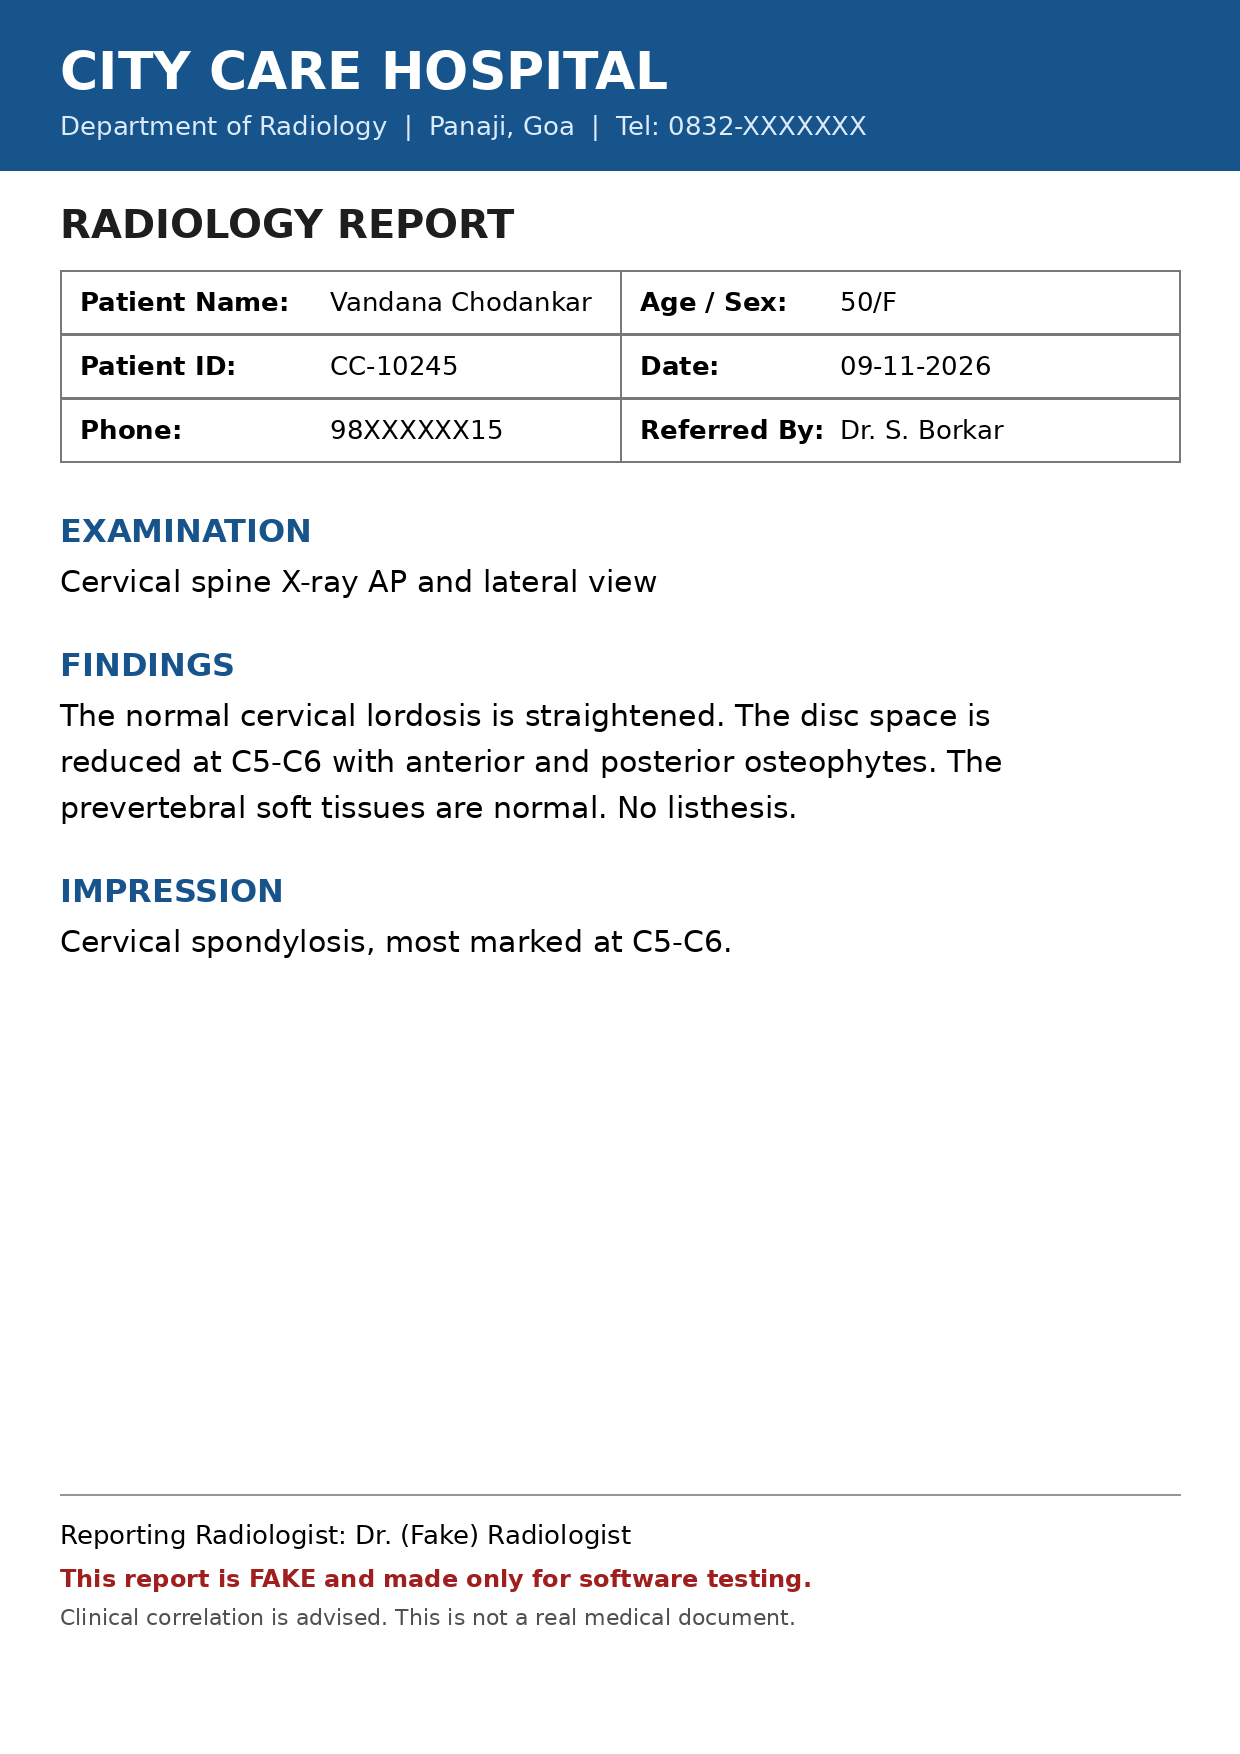 CITY CARE HOSPITAL
Department of Radiology | Panaji, Goa | Tel: 0832-XXXXXXX
RADIOLOGY REPORT
Patient Name: Vandana Chodankar Age / Sex: 50/F
Patient ID: CC-10245 Date: 09-11-2026
Phone: 98XXXXXX15 Referred By: Dr. S. Borkar
EXAMINATION
Cervical spine X-ray AP and lateral view
FINDINGS
The normal cervical lordosis is straightened. The disc space is
reduced at C5-C6 with anterior and posterior osteophytes. The
prevertebral soft tissues are normal. No listhesis.
IMPRESSION
Cervical spondylosis, most marked at C5-C6.
Reporting Radiologist: Dr. (Fake) Radiologist
This report is FAKE and made only for software testing.
Clinical correlation is advised. This is not a real medical document.